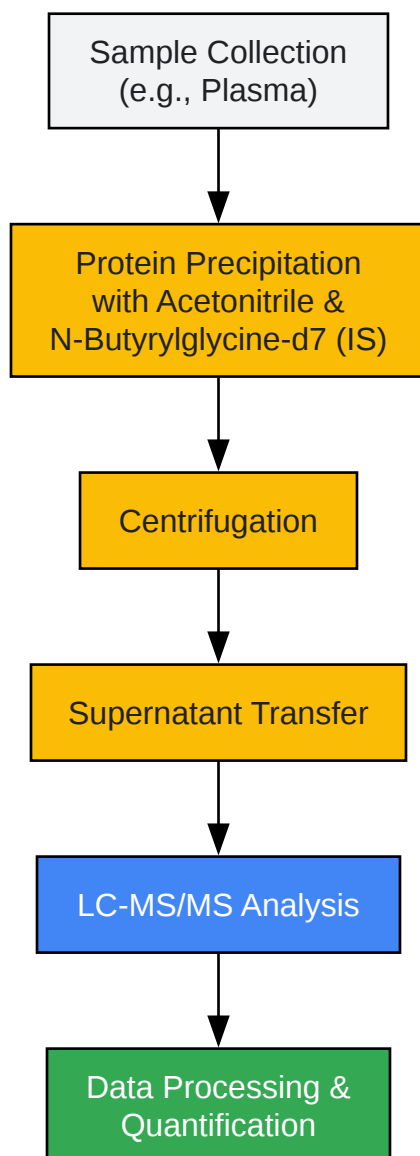 Sample Collection
(e.g., Plasma)
Protein Precipitation
with Acetonitrile &
N-Butyrylglycine-d7 (IS)
Centrifugation
Supernatant Transfer
LC-MS/MS Analysis
Data Processing &
Quantification